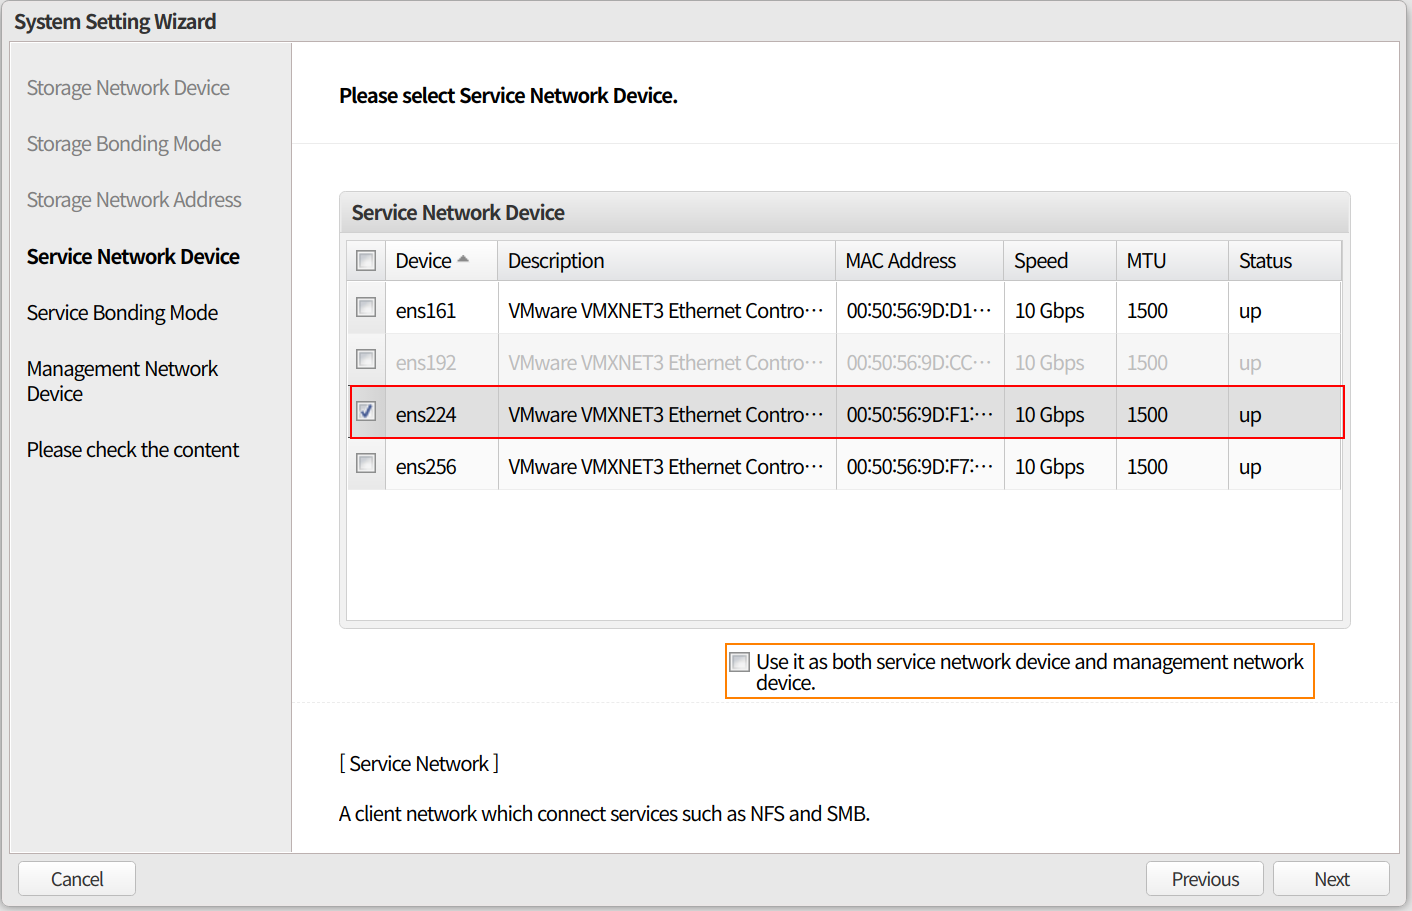 System Setting Wizard
Storage Network Device
Storage Bonding Mode
Storage Network Address
Service Network Device
Service Bonding Mode
Management Network
Device
Please check the content
Please select Service Network Device.
Service Network Device
Device Description MAC Address Speed MTU Status
ens161 VMware VMXNET3 Ethernet Contro··· 00:50:56:9D:D1··· 10 Gbps 1500 up
ens192 VMware VMXNET3 Ethernet Contro··· 00:50:56:9D:CC··· 10 Gbps 1500 up
ens224 VMware VMXNET3 Ethernet Contro··· 00:50:56:9D:F1:··· 10 Gbps 1500 up
ens256 VMware VMXNET3 Ethernet Contro··· 00:50:56:9D:F7:··· 10 Gbps 1500 up
Use it as both service network device and management network
device.
[ Service Network ]
A client network which connect services such as NFS and SMB.
Cancel Previous Next